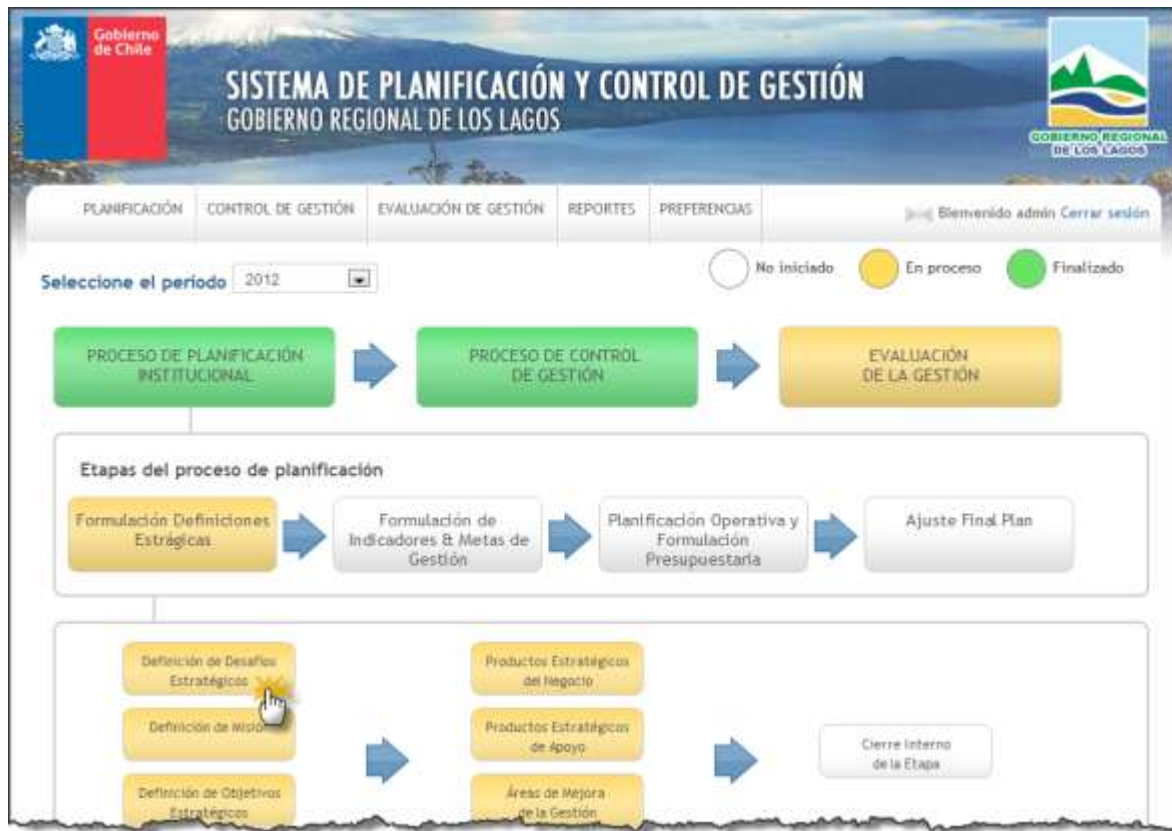 Gobierno
de Chile
SISTEMA DE PLANIFICACIÓN Y CONTROL DE GESTIÓN
GOBIERNO REGIONAL DE LOS LAGOS
GOBIERNO REGIONAL
DE LOS LAGOS
PLANIFICACIÓN CONTROL DE GESTIÓN EVALUACIÓN DE GESTIÓN REPORTES PREFERENCIAS Bienvenido admin Cerrar sesión
Seleccione el período 2012 No iniciado En proceso Finalizado
PROCESO DE PLANIFICACIÓN
INSTITUCIONAL
PROCESO DE CONTROL
DE GESTIÓN
EVALUACIÓN
DE LA GESTIÓN
Etapas del proceso de planificación
Formulación Definiciones
Estrágicas
Formulación de
Indicadores & Metas de
Gestión
Planificación Operativa y
Formulación
Presupuestaria
Ajuste Final Plan
Definición de Desafíos
Estratégicos
Definición de Misión
Definición de Objetivos
Estratégicos
Productos Estratégicos
del Negocio
Productos Estratégicos
de Apoyo
Áreas de Mejora
de la Gestión
Cierre Interno
de la Etapa